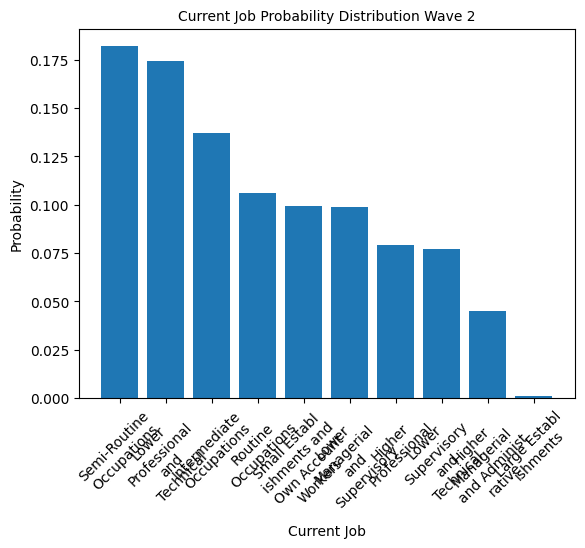 Current Job Probability Distribution Wave 2
Probability
0.175
0.150
0.125
0.100
0.075
0.050
0.025
0.000
Semi-Routine
Occupations
Lower
Professional
and
Technical
Intermediate
Occupations
Routine
Occupations
Small Establ
ishments and
Own Account
Workers
Lower
Managerial
and
Supervisory
Higher
Professional
Lower
Supervisory
and
Technical
Higher
Managerial
and Administ
rative
Large Establ
ishments
Current Job